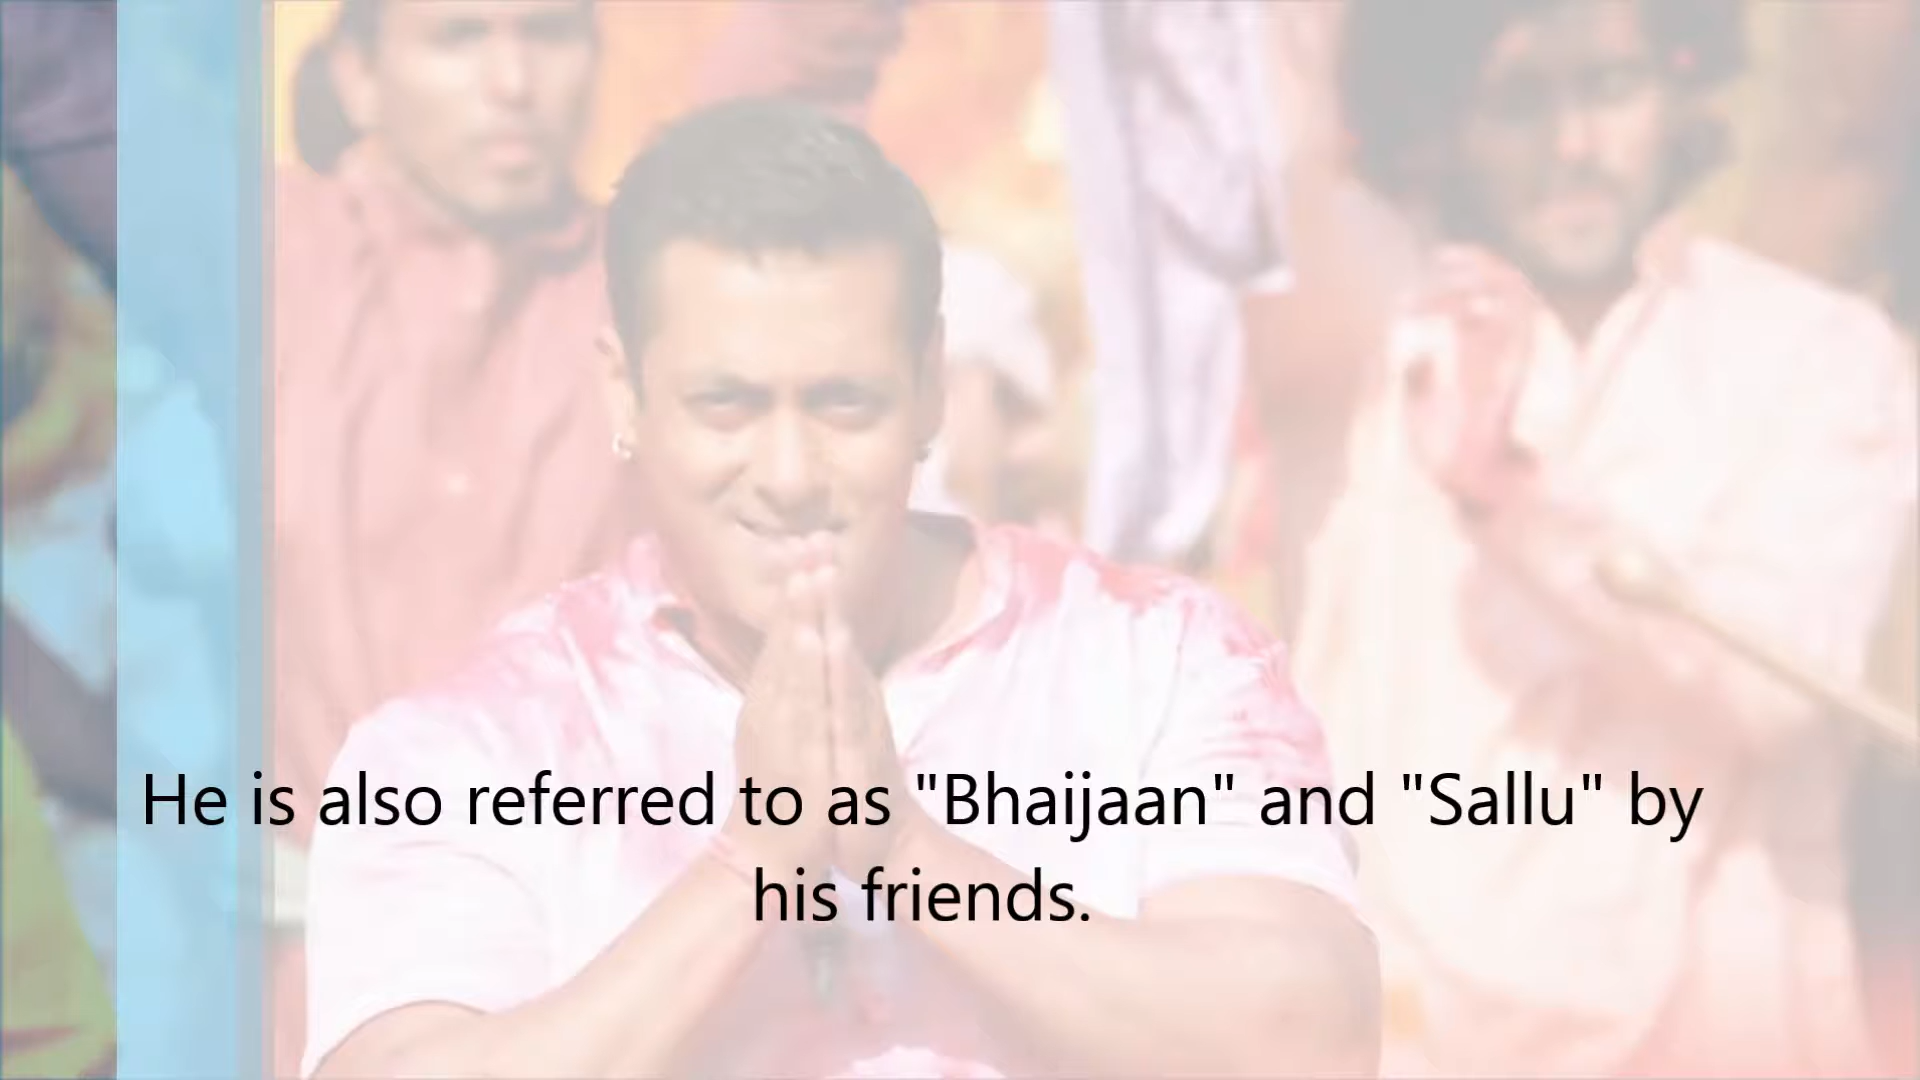 He is also referred to as "Bhaijaan" and "Sallu" by
his friends.